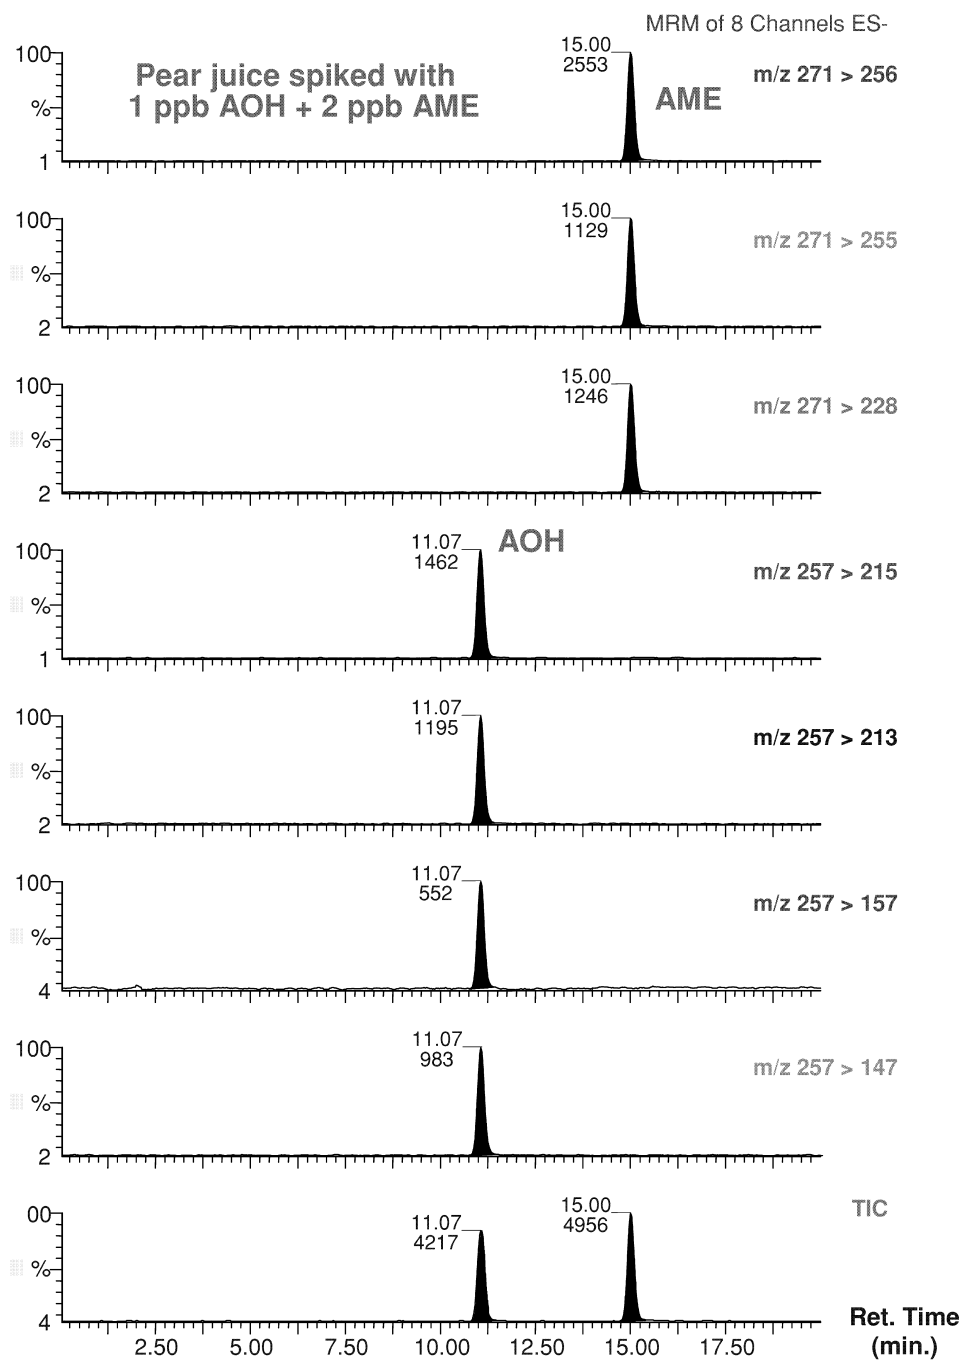 MRM of 8 Channels ES-
15.00
2553
m/z 271 > 256
Pear juice spiked with
1 ppb AOH + 2 ppb AME
AME
100
%
1
15.00
1129
m/z 271 > 255
100
%
2
15.00
1246
m/z 271 > 228
100
%
2
11.07
1462
AOH
m/z 257 > 215
100
%
1
11.07
1195
m/z 257 > 213
100
%
2
11.07
552
m/z 257 > 157
100
%
4
11.07
983
m/z 257 > 147
100
%
2
TIC
15.00
4956
11.07
4217
00
%
4
2.50 5.00 7.50 10.00 12.50 15.00 17.50
Ret. Time
(min.)